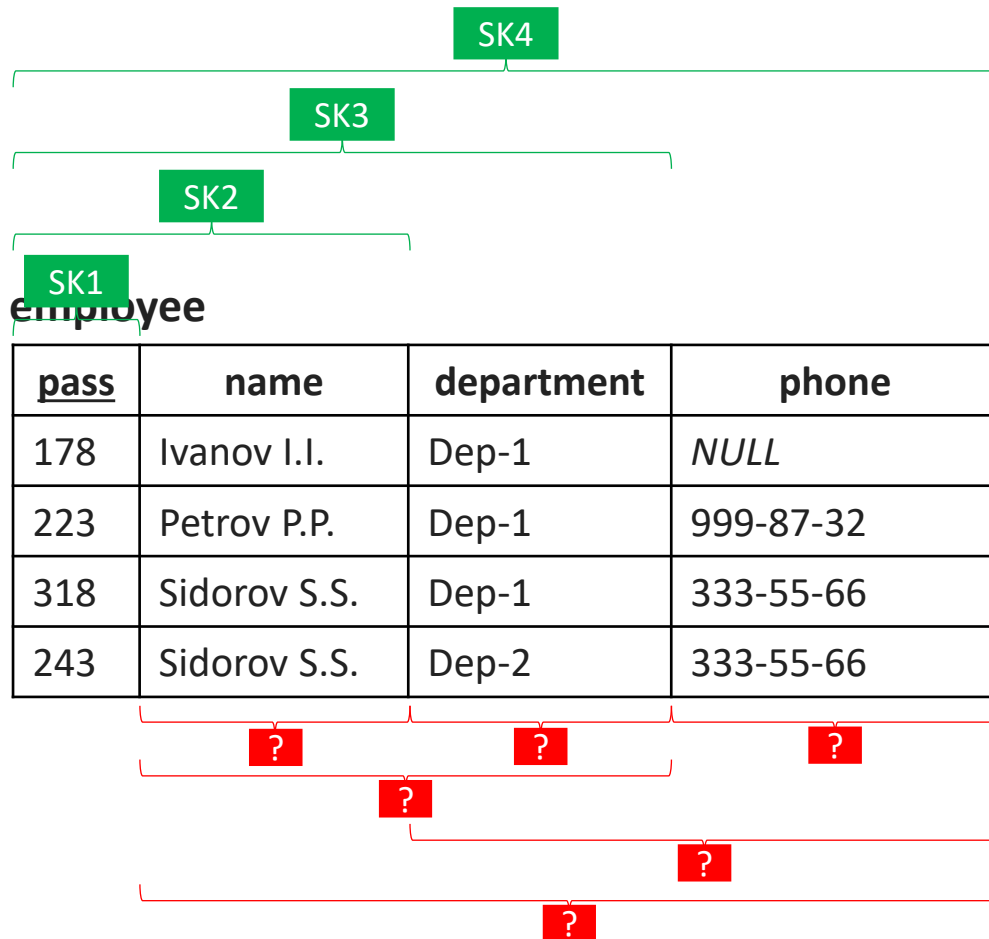 SK4
SK3
SK2
SK1
employee
pass name department phone
178 Ivanov I.I. Dep-1 NULL
223 Petrov P.P. Dep-1 999-87-32
318 Sidorov S.S. Dep-1 333-55-66
243 Sidorov S.S. Dep-2 333-55-66
? ? ?
?
?
?